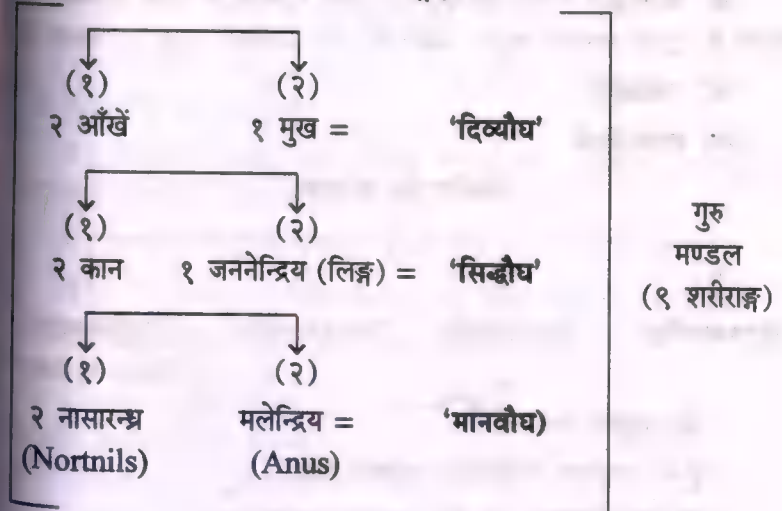 (१) (२)
२ आँखें १ मुख = 'दिव्यौघ'
(१) (२)
२ कान १ जननेन्द्रिय (लिङ्ग) = 'सिद्धौघ'
गुरु
मण्डल
(९ शरीराङ्ग)
(१) (२)
२ नासारन्ध्र मलेन्द्रिय = 'मानवौघ)
(Nortnils) (Anus)